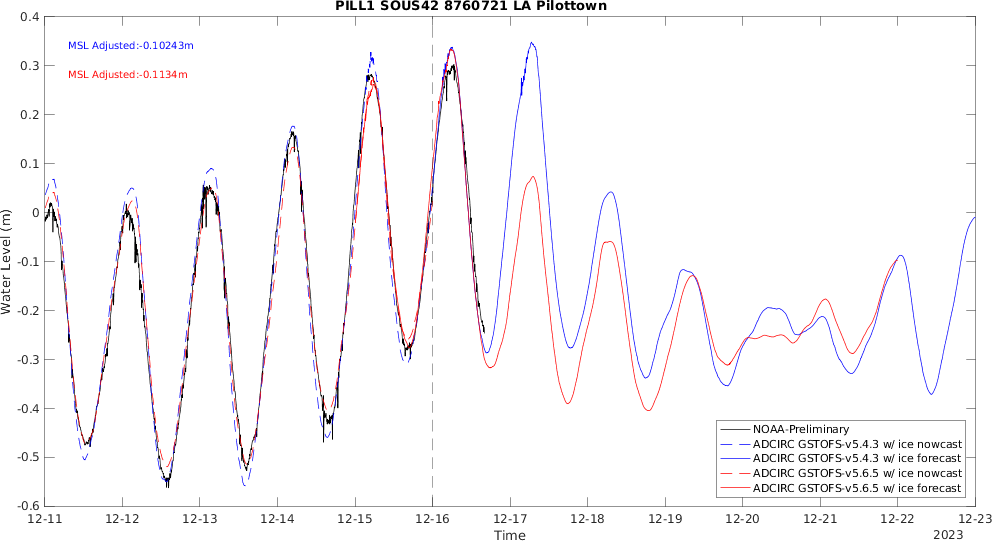 PILL1 SOUS42 8760721 LA Pilottown
MSL Adjusted:-0.10243m
MSL Adjusted:-0.1134m
Water Level (m)
0.4
0.3
0.2
0.1
0
-0.1
-0.2
-0.3
-0.4
-0.5
-0.6
NOAA-Preliminary
ADCIRC GSTOFS-v5.4.3 w/ ice nowcast
ADCIRC GSTOFS-v5.4.3 w/ ice forecast
ADCIRC GSTOFS-v5.6.5 w/ ice nowcast
ADCIRC GSTOFS-v5.6.5 w/ ice forecast
12-11 12-12 12-13 12-14 12-15 12-16 12-17 12-18 12-19 12-20 12-21 12-22 12-23
Time
2023